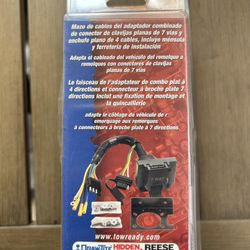 Mazo de cables del adaptador combinado
de conector de clavijas planas de 7 vías y
enchufe plano de 4 cables, incluye ménsula
y ferretería de instalación
Adapta el cableado del vehículo del remolque a
remolques con conectores de clavijas
planas de 7 vías
Le faisceau de l'adaptateur de combo plat à
4 directions et connecteur à broche plate 7
directions inclut une fixation de montage et
la quincaillerie
adapte le câblage du véhicule de r
emorquage aux remorques
à connecteurs à broche plate à 7 directions
www.towready.com
DrawTite HIDDEN REESE